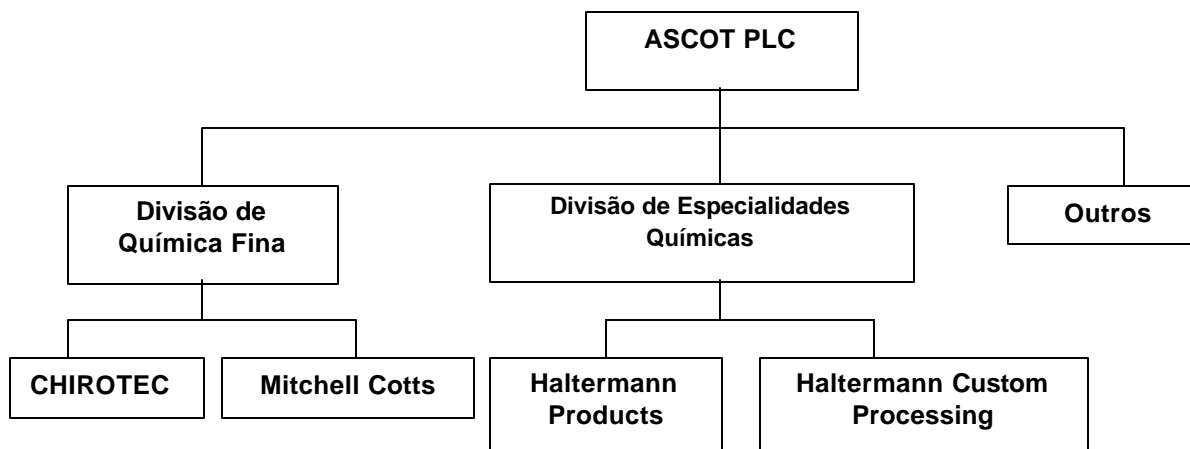 ASCOT PLC
Divisão de
Química Fina
Divisão de Especialidades
Químicas
Outros
CHIROTEC
Mitchell Cotts
Haltermann
Products
Haltermann Custom
Processing